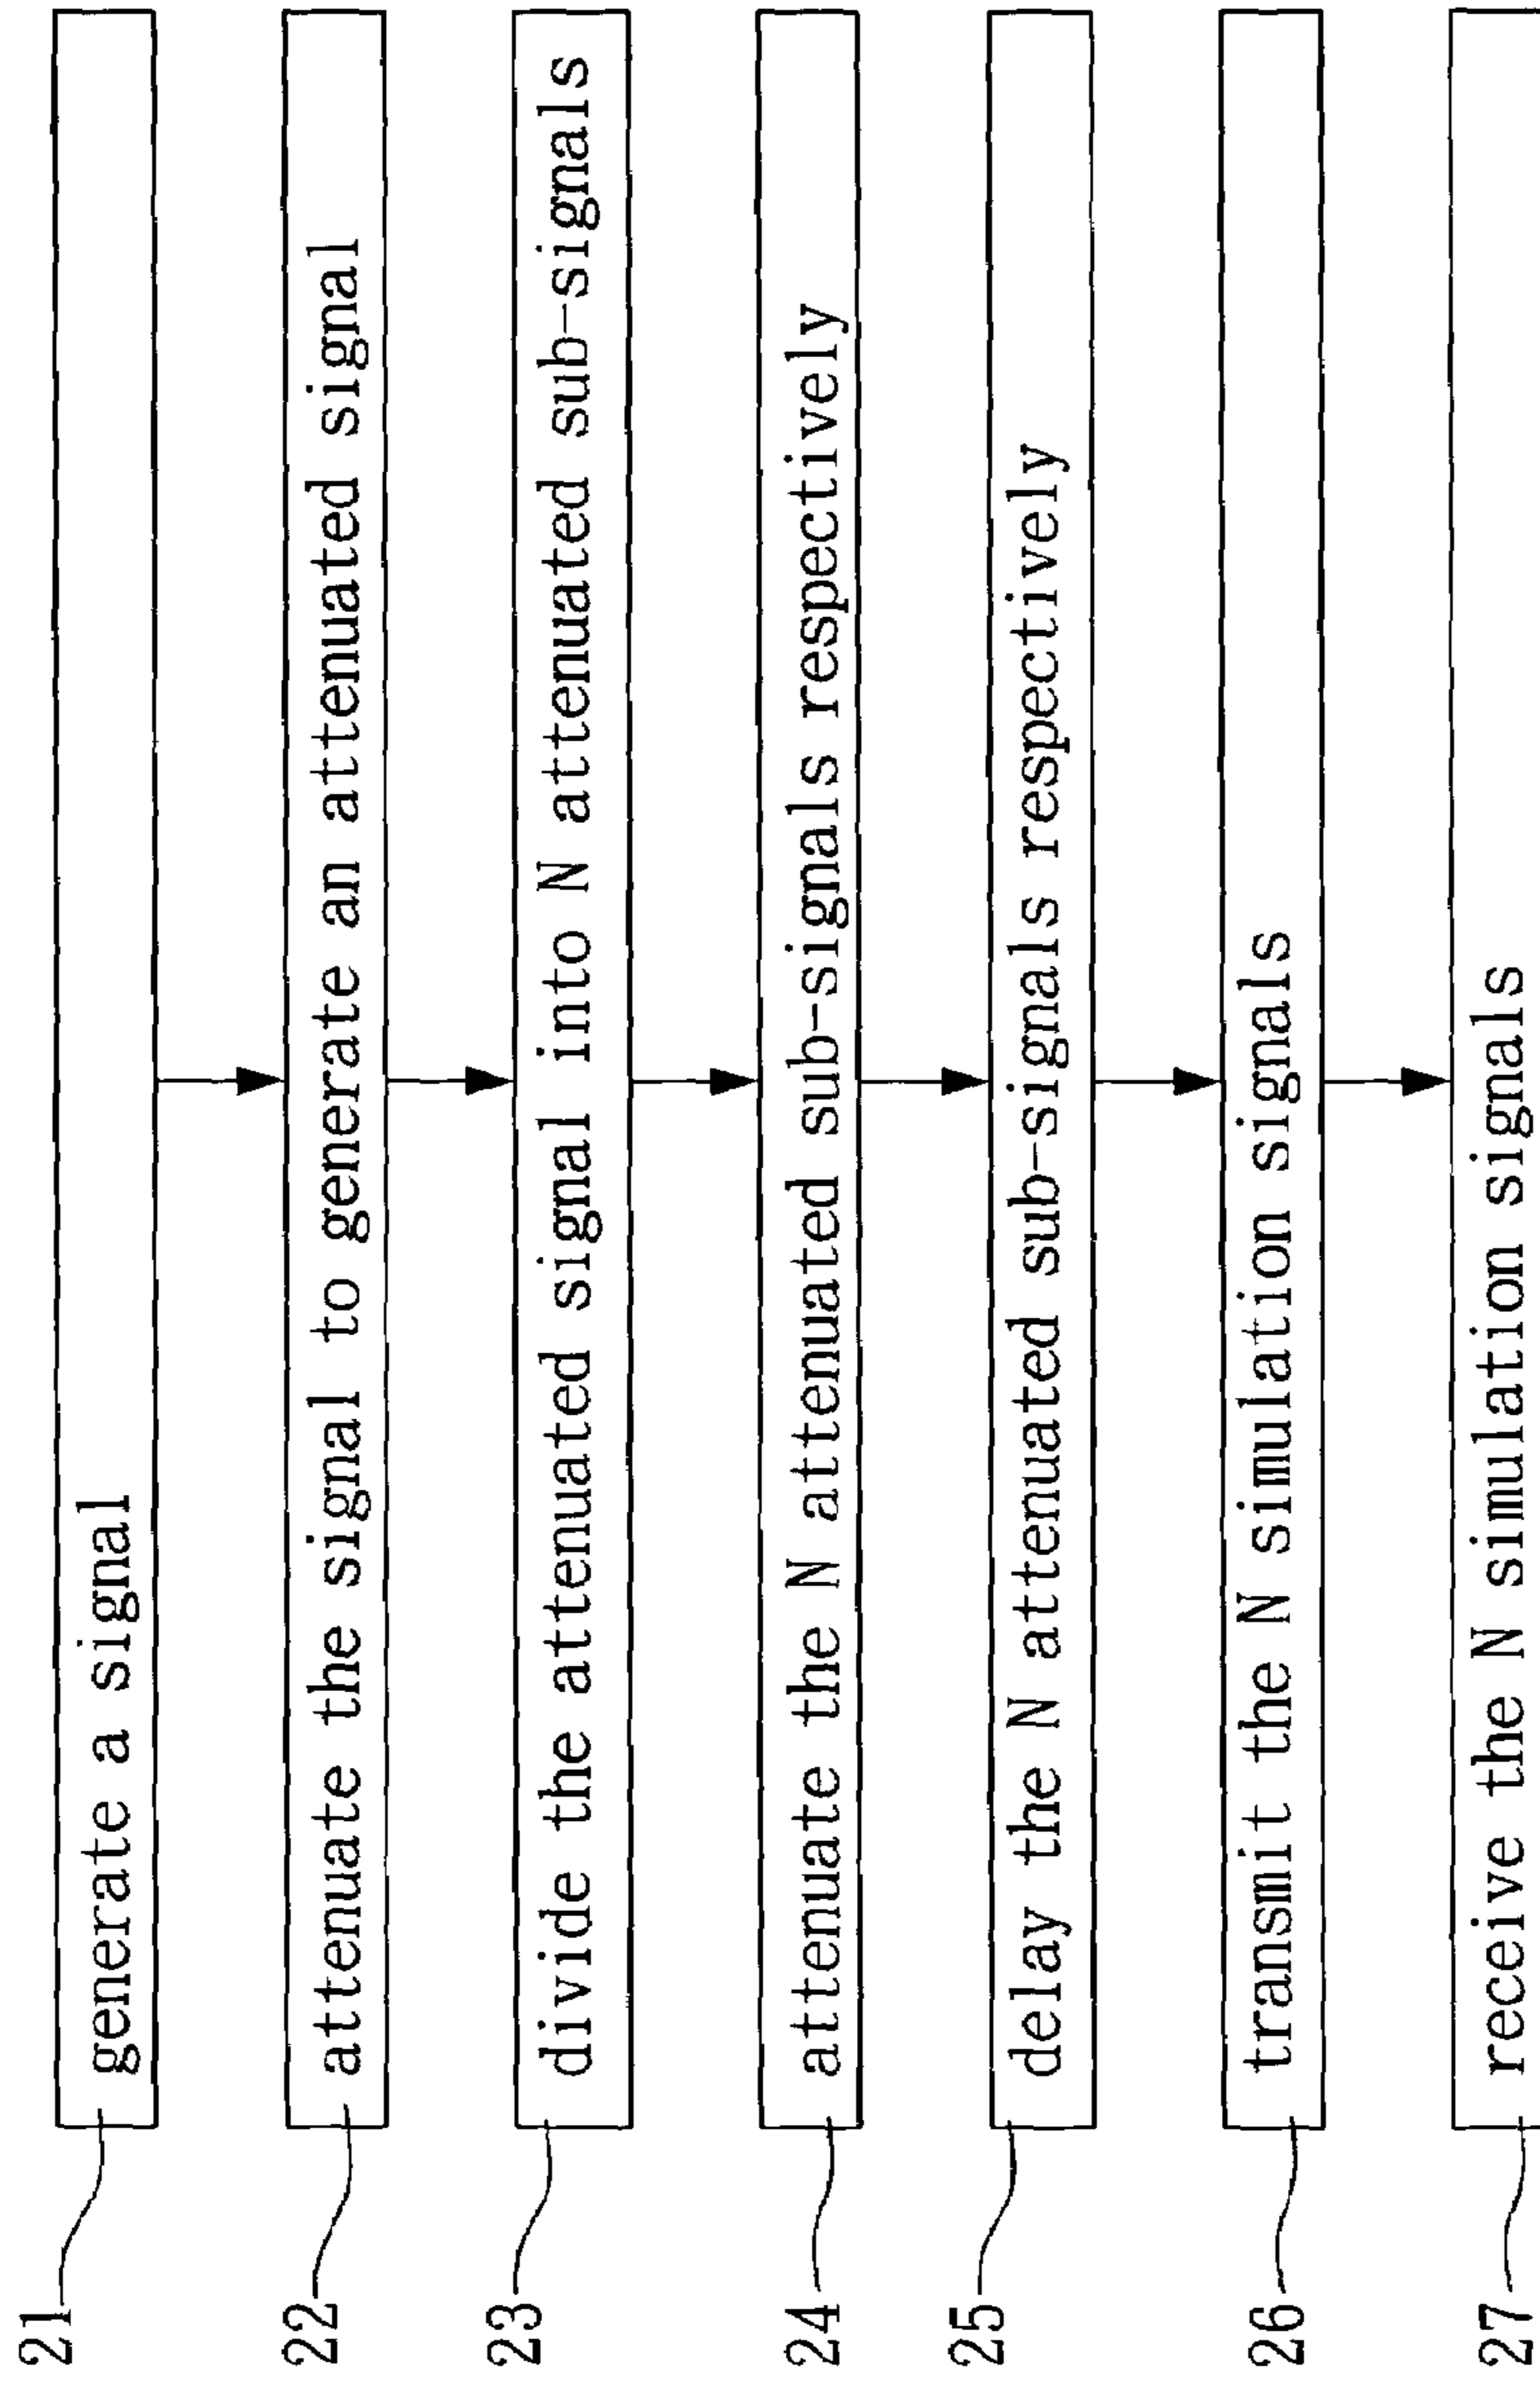 21
generate a signal
22
attenuate the signal to generate an attenuated signal
23
divide the attenuated signal into N attenuated sub-signals
24
attenuate the N attenuated sub-signals respectively
25
delay the N attenuated sub-signals respectively
26
transmit the N simulation signals
27
receive the N simulation signals